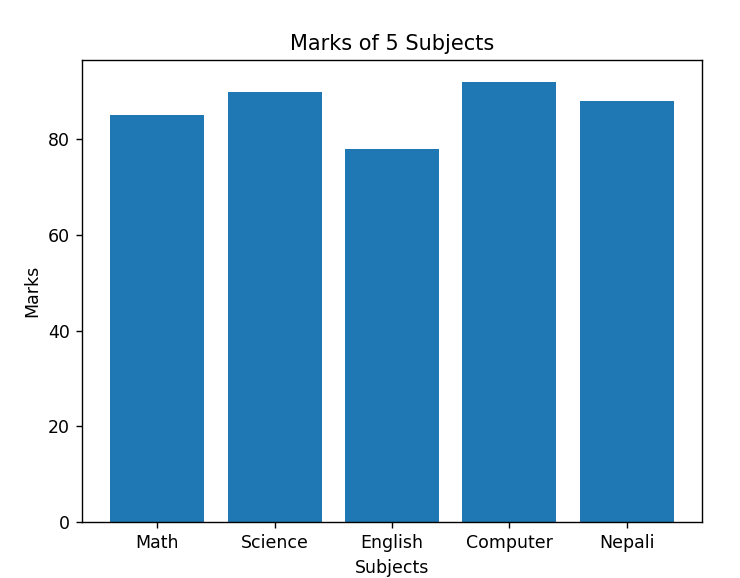 Marks of 5 Subjects
80
60
40
20
0
Marks
Math Science English Computer Nepali
Subjects